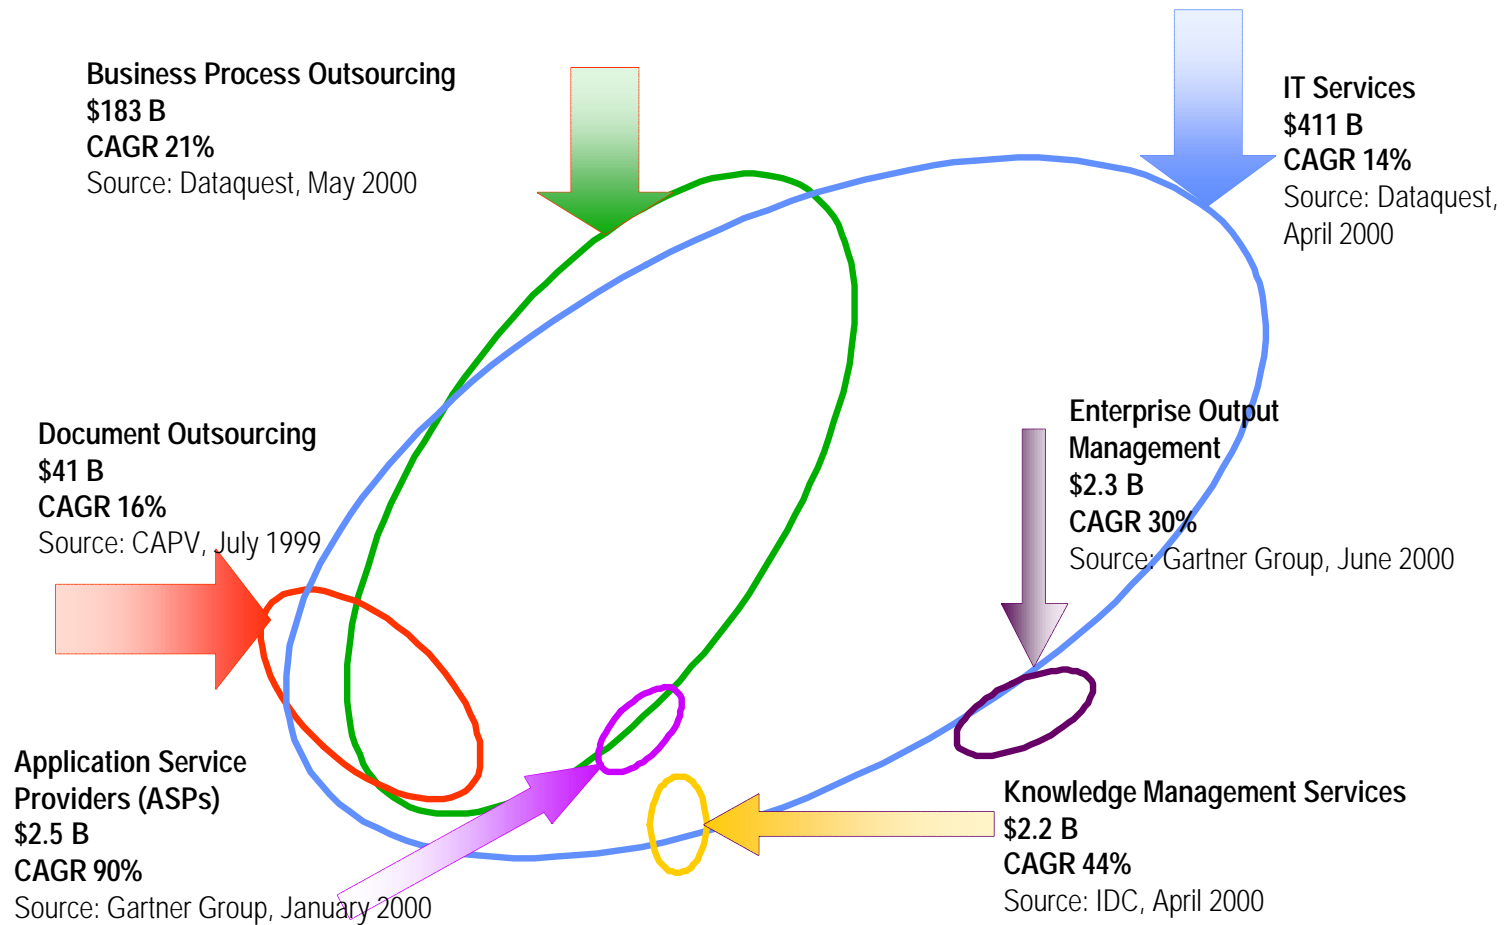 Business Process Outsourcing
$183 B
CAGR 21%
Source: Dataquest, May 2000
IT Services
$411 B
CAGR 14%
Source: Dataquest,
April 2000
Document Outsourcing
$41 B
CAGR 16%
Source: CAPV, July 1999
Enterprise Output
Management
$2.3 B
CAGR 30%
Source: Gartner Group, June 2000
Application Service
Providers (ASPs)
$2.5 B
CAGR 90%
Source: Gartner Group, January 2000
Knowledge Management Services
$2.2 B
CAGR 44%
Source: IDC, April 2000